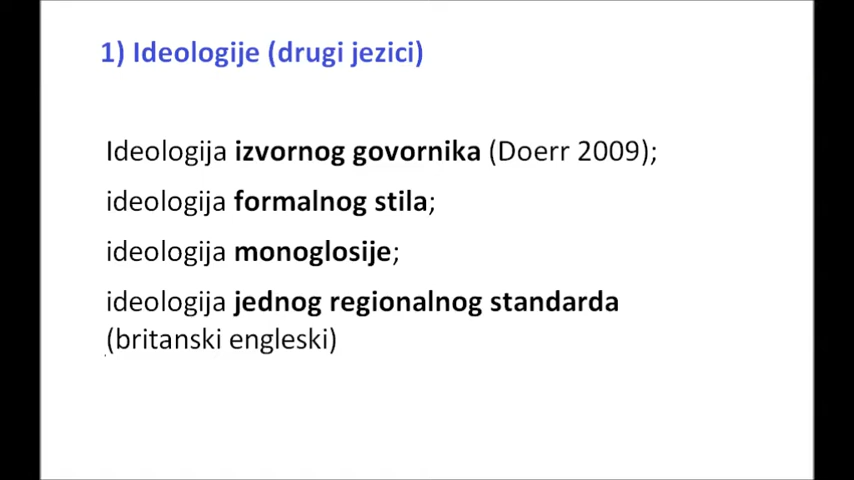 1) Ideologije (drugi jezici)
Ideologija izvornog govornika (Doerr 2009);
ideologija formalnog stila;
ideologija monoglosije;
ideologija jednog regionalnog standarda
(britanski engleski)